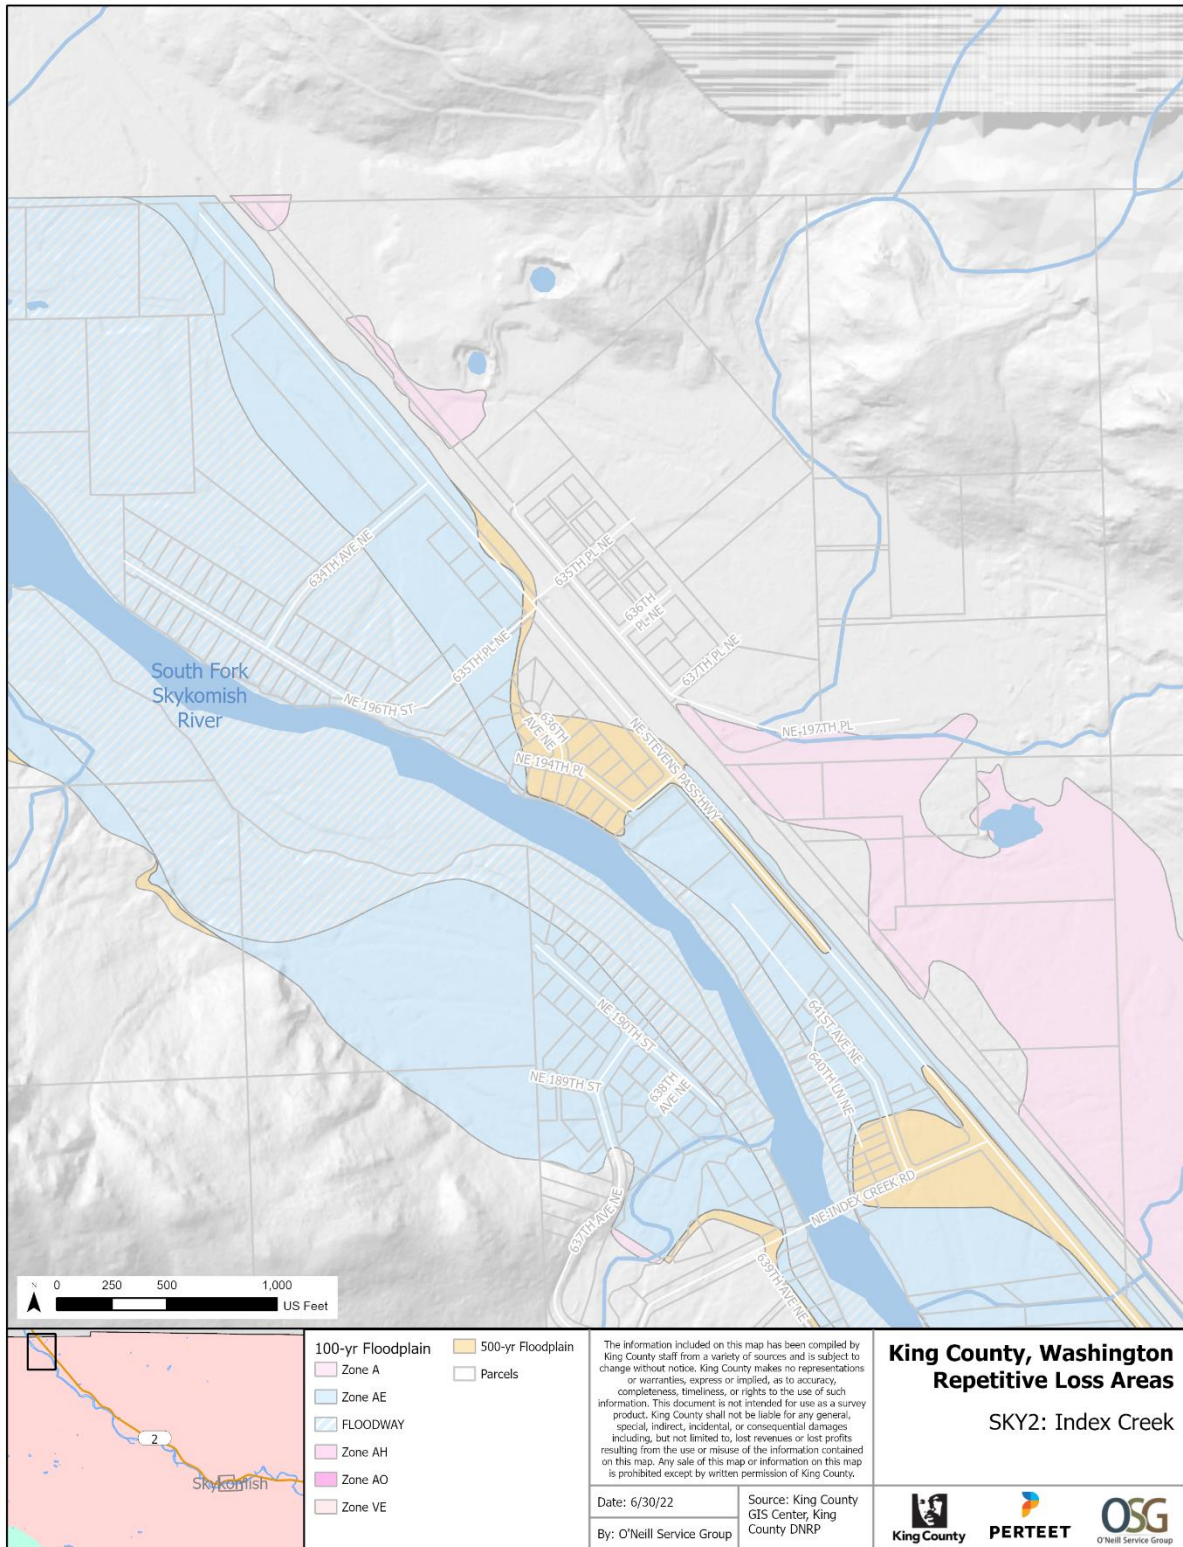 634TH AVE NE
635TH PL NE
636TH
PL NE
637TH PL NE
635TH PL NE
South Fork
Skykomish
River
NE 196TH ST
636TH
AVE NE
NE STEVENS PASS HWY
NE 197TH PL
NE 194TH PL
641ST AVE NE
NE 190TH ST
640TH LN NE
NE 189TH ST
638TH
AVE NE
NE INDEX CREEK RD
637TH AVE NE
639TH AVE NE
N
0 250 500 1,000
US Feet
2
Skykomish
100-yr Floodplain
Zone A
Zone AE
FLOODWAY
Zone AH
Zone AO
Zone VE
500-yr Floodplain
Parcels
The information included on this map has been compiled by
King County staff from a variety of sources and is subject to
change without notice. King County makes no representations
or warranties, express or implied, as to accuracy,
completeness, timeliness, or rights to the use of such
information. This document is not intended for use as a survey
product. King County shall not be liable for any general,
special, indirect, incidental, or consequential damages
including, but not limited to, lost revenues or lost profits
resulting from the use or misuse of the information contained
on this map. Any sale of this map or information on this map
is prohibited except by written permission of King County.
Date: 6/30/22
By: O'Neill Service Group
Source: King County
GIS Center, King
County DNRP
King County, Washington
Repetitive Loss Areas
SKY2: Index Creek
King County
PERTEET
OSG
O'Neill Service Group